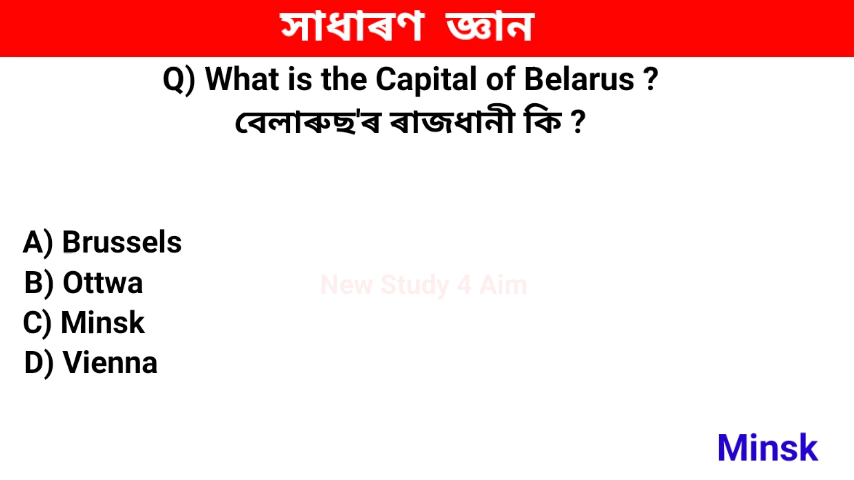 সাধাৰণ জ্ঞান
Q) What is the Capital of Belarus ?
বেলাৰুছ'ৰ ৰাজধানী কি ?
A) Brussels
B) Ottwa
New Study 4 Aim
C) Minsk
D) Vienna
Minsk